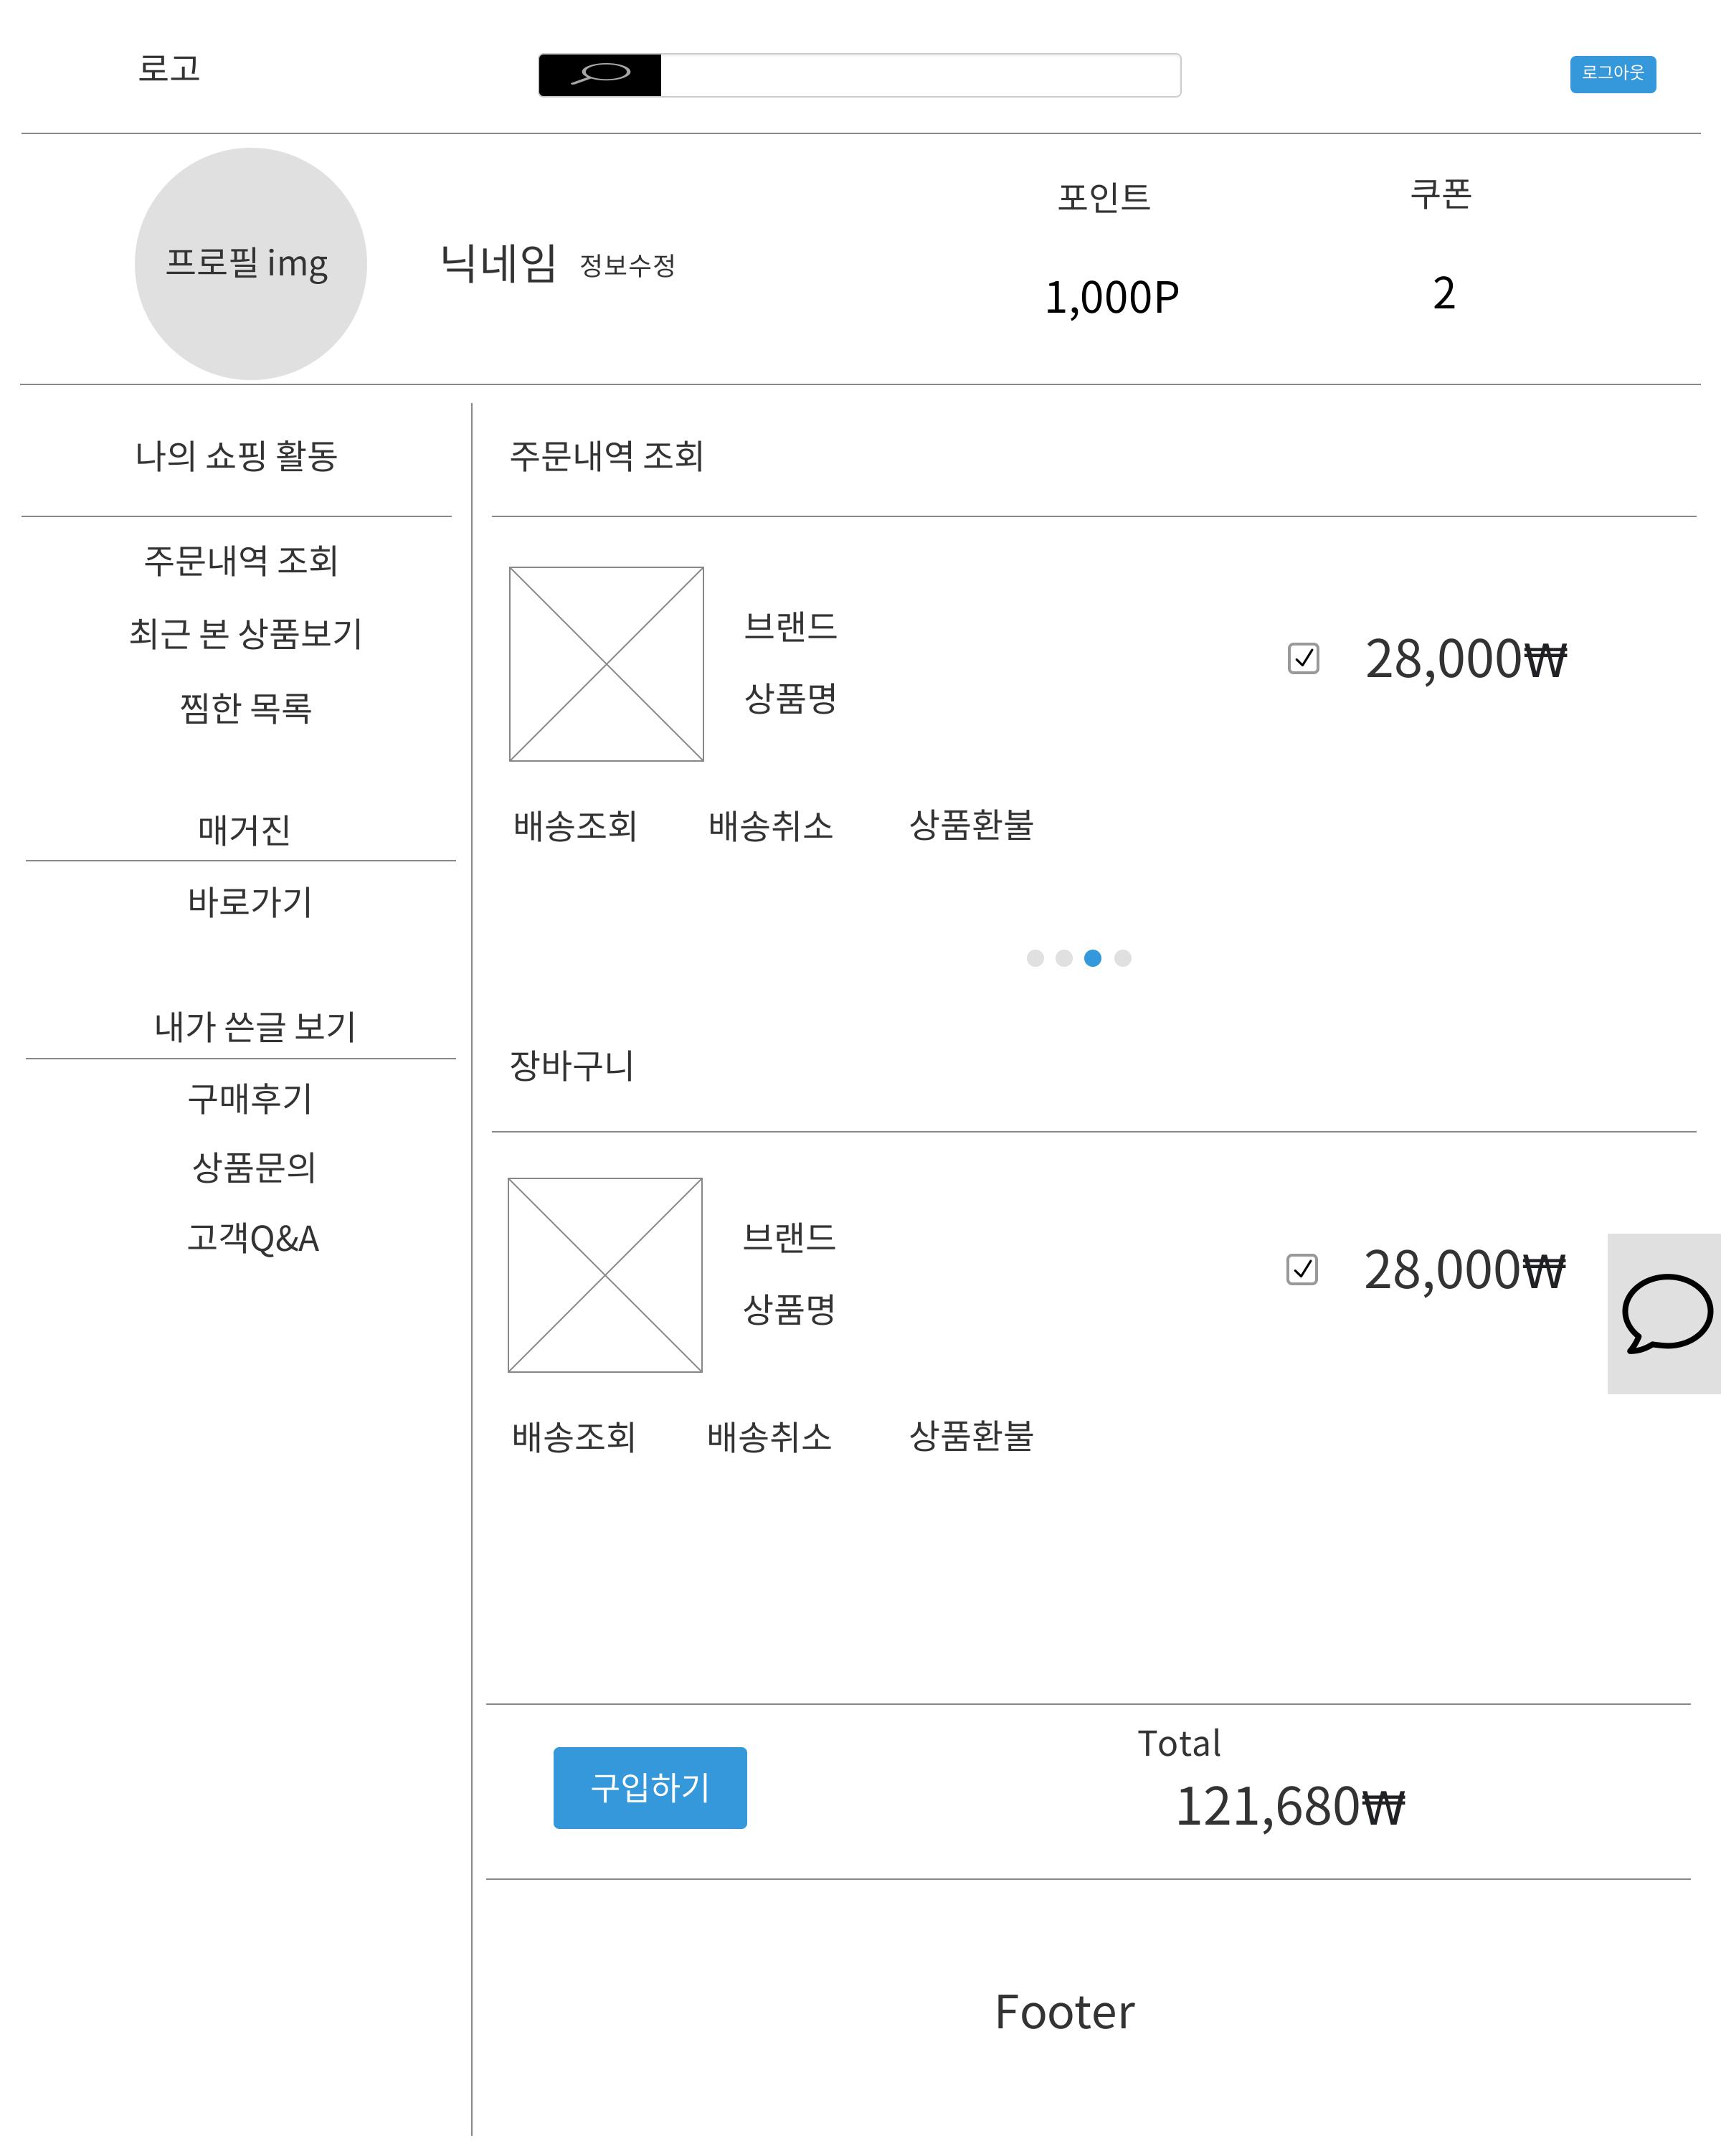 로고
로그아웃
프로필 img
닉네임 정보수정
포인트
쿠폰
1,000P
2
나의 쇼핑 활동
주문내역 조회
최근 본 상품보기
찜한 목록
매거진
바로가기
내가 쓴글 보기
구매후기
상품문의
고객Q&A
주문내역 조회
브랜드
상품명
28,000₩
배송조회 배송취소 상품환불
장바구니
브랜드
상품명
28,000₩
배송조회 배송취소 상품환불
구입하기
Total
121,680₩
Footer